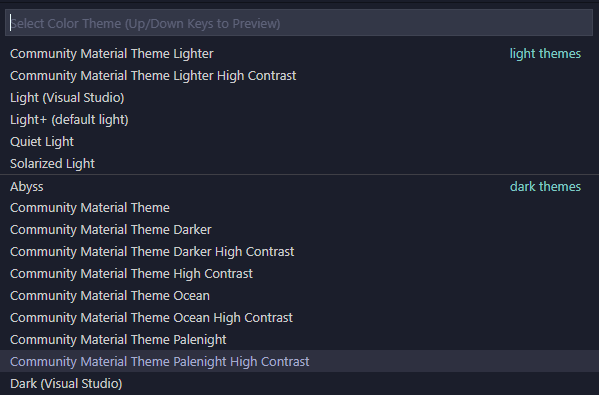 Select Color Theme (Up/Down Keys to Preview)
Community Material Theme Lighter light themes
Community Material Theme Lighter High Contrast
Light (Visual Studio)
Light+ (default light)
Quiet Light
Solarized Light
Abyss dark themes
Community Material Theme
Community Material Theme Darker
Community Material Theme Darker High Contrast
Community Material Theme High Contrast
Community Material Theme Ocean
Community Material Theme Ocean High Contrast
Community Material Theme Palenight
Community Material Theme Palenight High Contrast
Dark (Visual Studio)